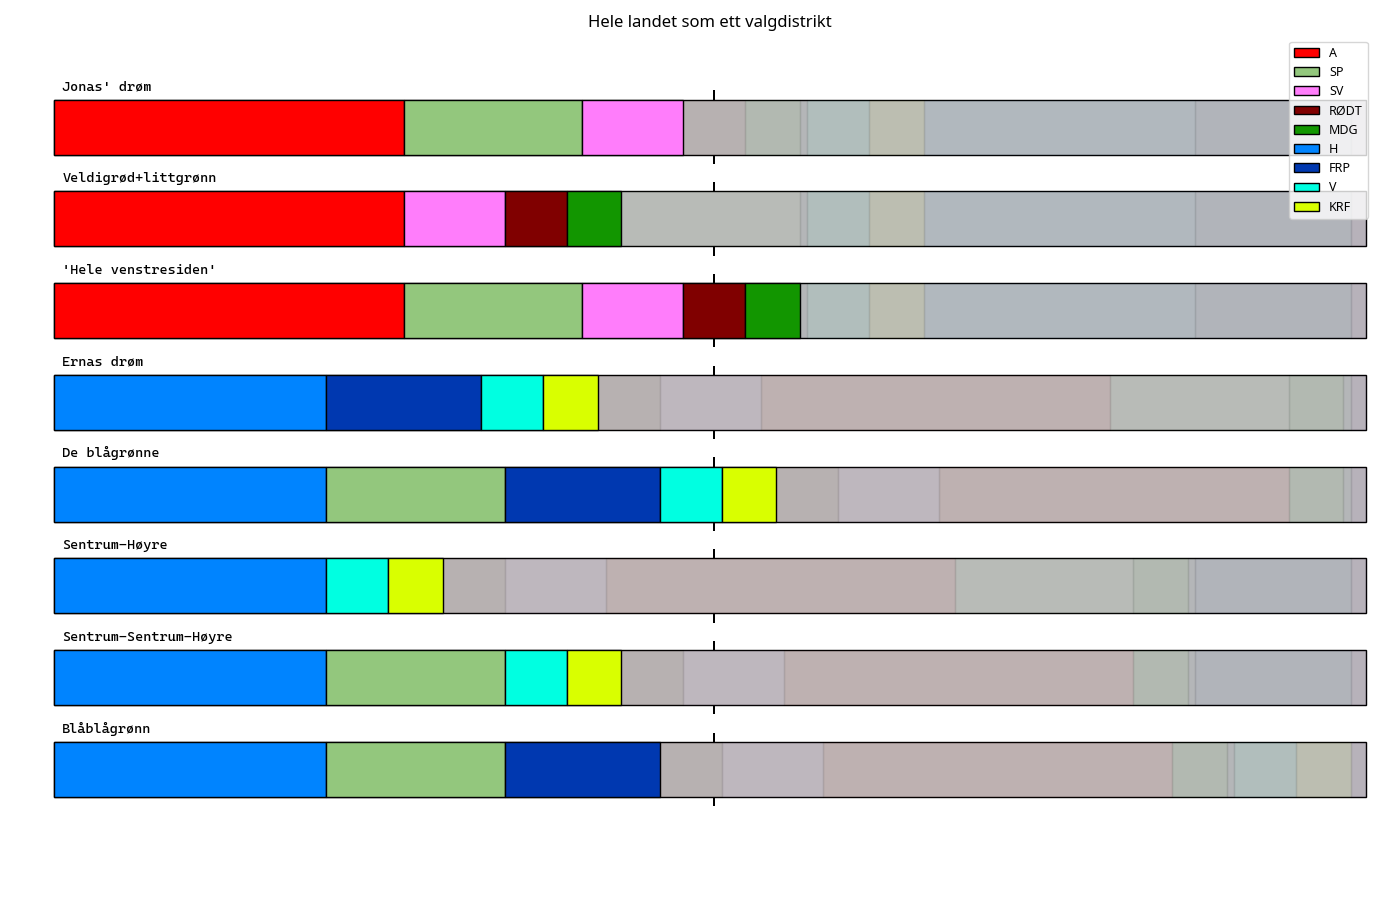 Hele landet som ett valgdistrikt
A
SP
SV
RØDT
MDG
H
FRP
V
KRF
Jonas' drøm
Veldigrød+littgrønn
'Hele venstresiden'
Ernas drøm
De blågrønne
Sentrum-Høyre
Sentrum-Sentrum-Høyre
Blåblågrønn